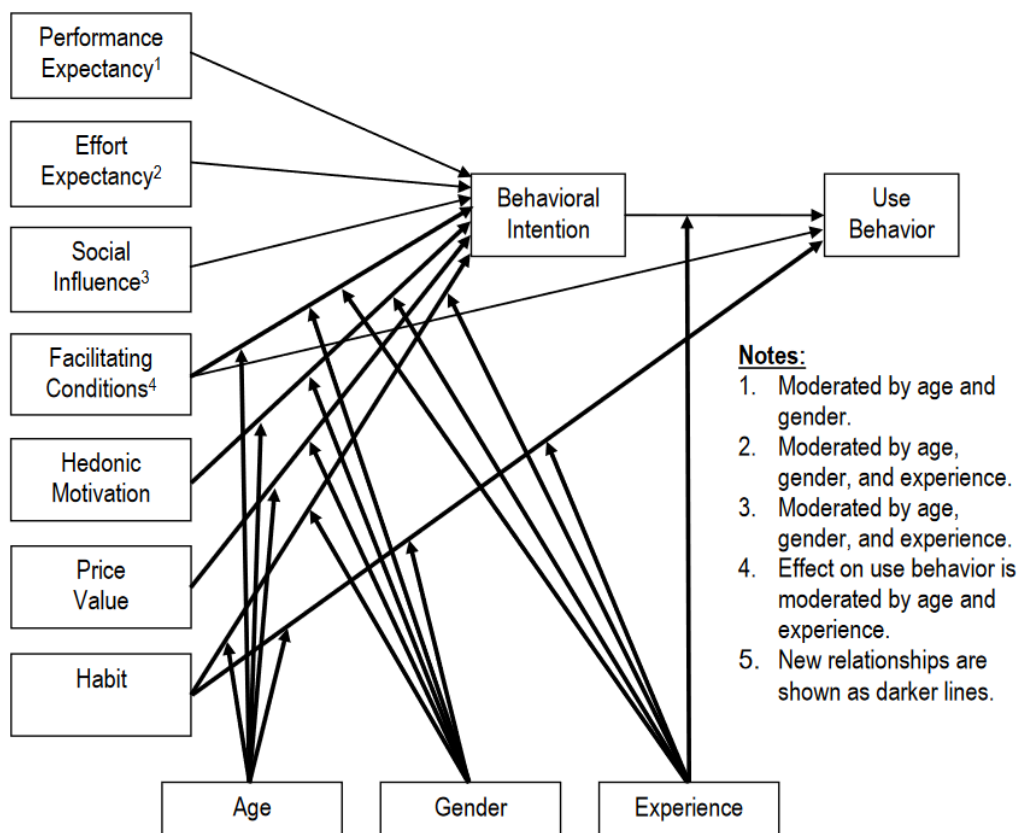 Performance
Expectancy1
Effort
Expectancy2
Social
Influence3
Facilitating
Conditions4
Hedonic
Motivation
Price
Value
Habit
Behavioral
Intention
Use
Behavior
Notes:
1. Moderated by age and
gender.
2. Moderated by age,
gender, and experience.
3. Moderated by age,
gender, and experience.
4. Effect on use behavior is
moderated by age and
experience.
5. New relationships are
shown as darker lines.
Age
Gender
Experience